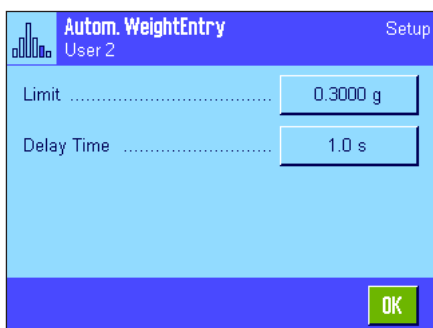 Autom. WeightEntry Setup
User 2
Limit .................................... 0.3000 g
Delay Time .......................... 1.0 s
OK